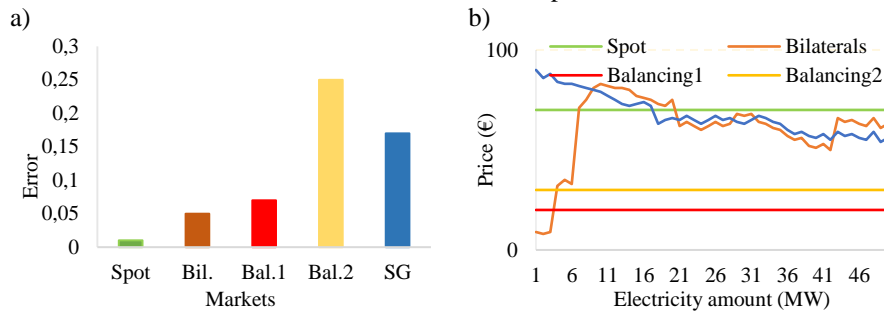 a)
0,3
0,25
0,2
0,15
0,1
0,05
0
Error
Spot Bil. Bal.1 Bal.2 SG
Markets
b)
Spot Bilaterals
Balancing1 Balancing2
100
0
Price (€)
1 6 11 16 21 26 31 36 41 46
Electricity amount (MW)